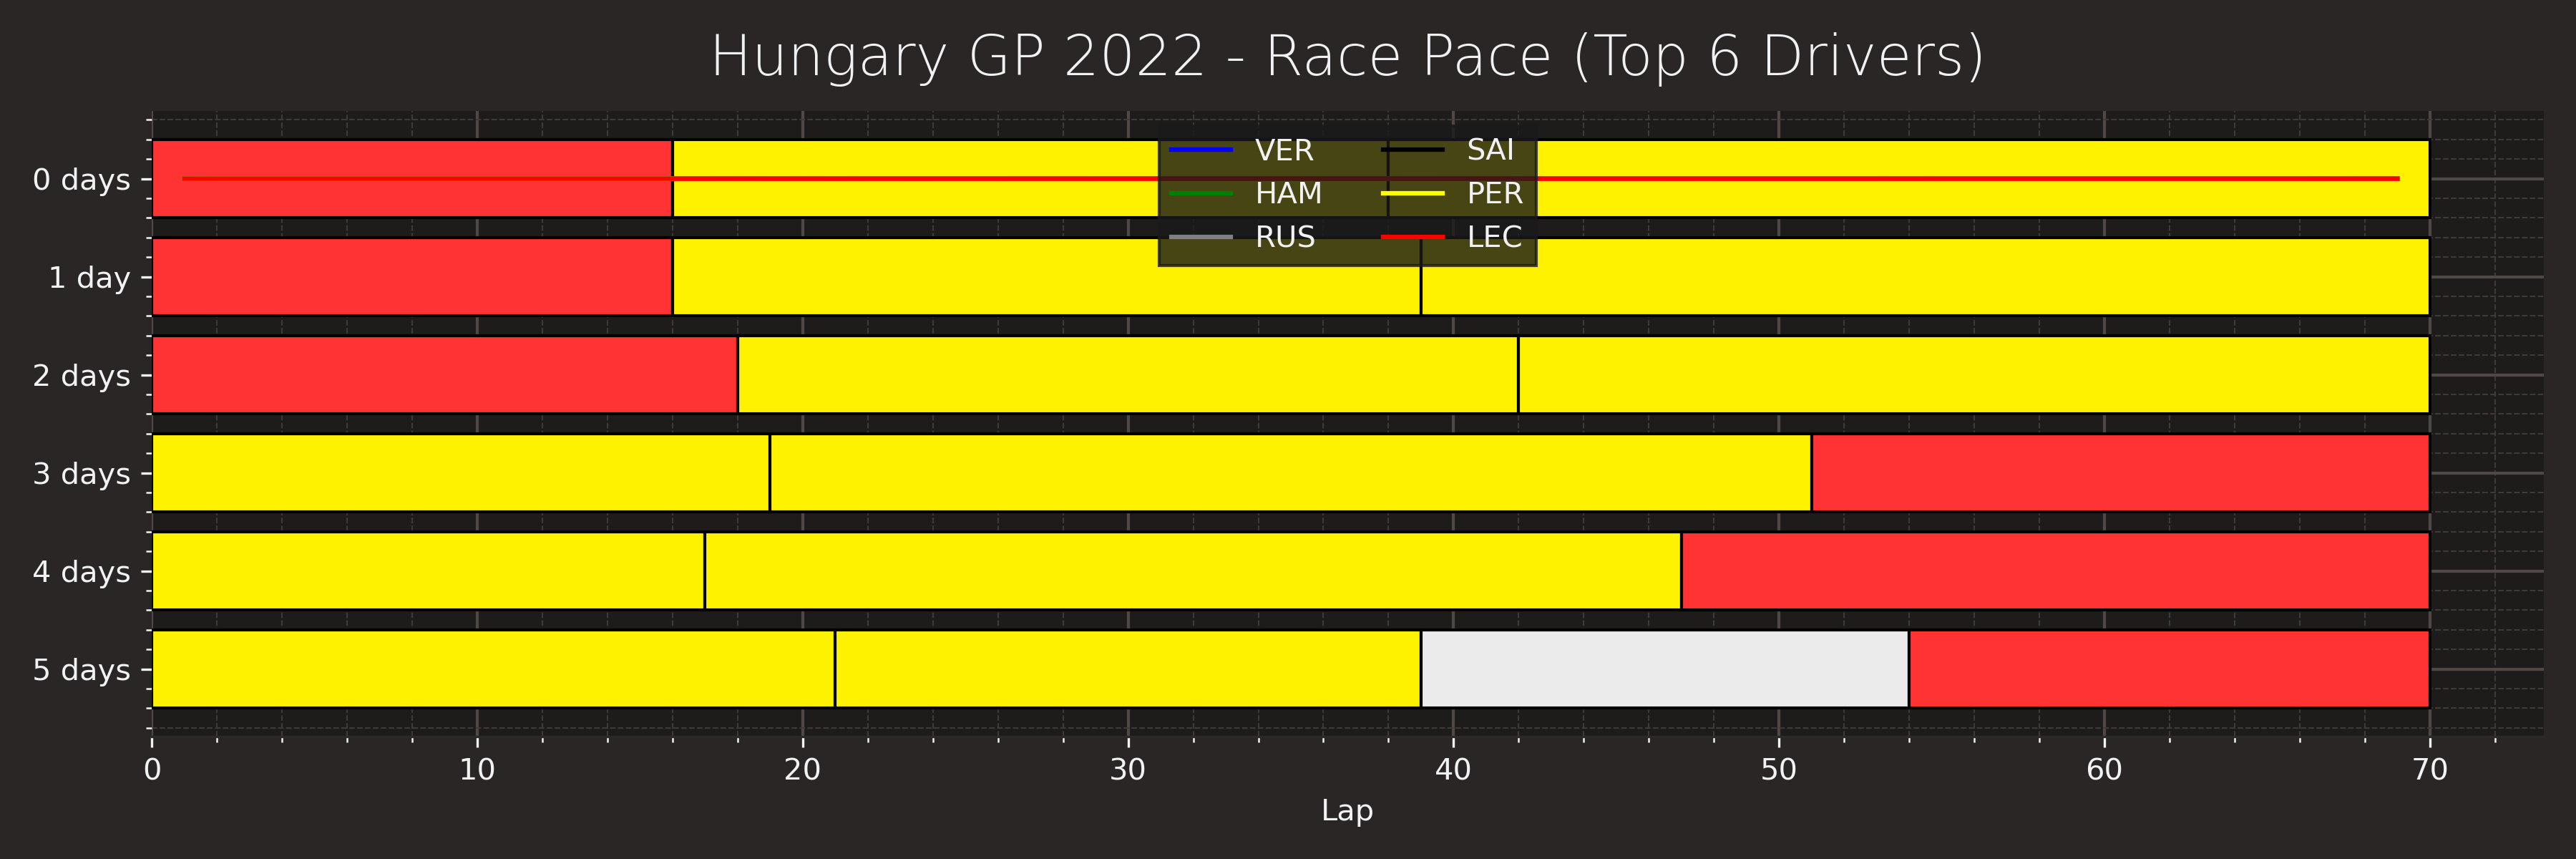 Hungary GP 2022 - Race Pace (Top 6 Drivers)
VER SAI
0 days
HAM PER
RUS LEC
1 day
2 days
3 days
4 days
5 days
0 10 20 30 40 50 60 70
Lap